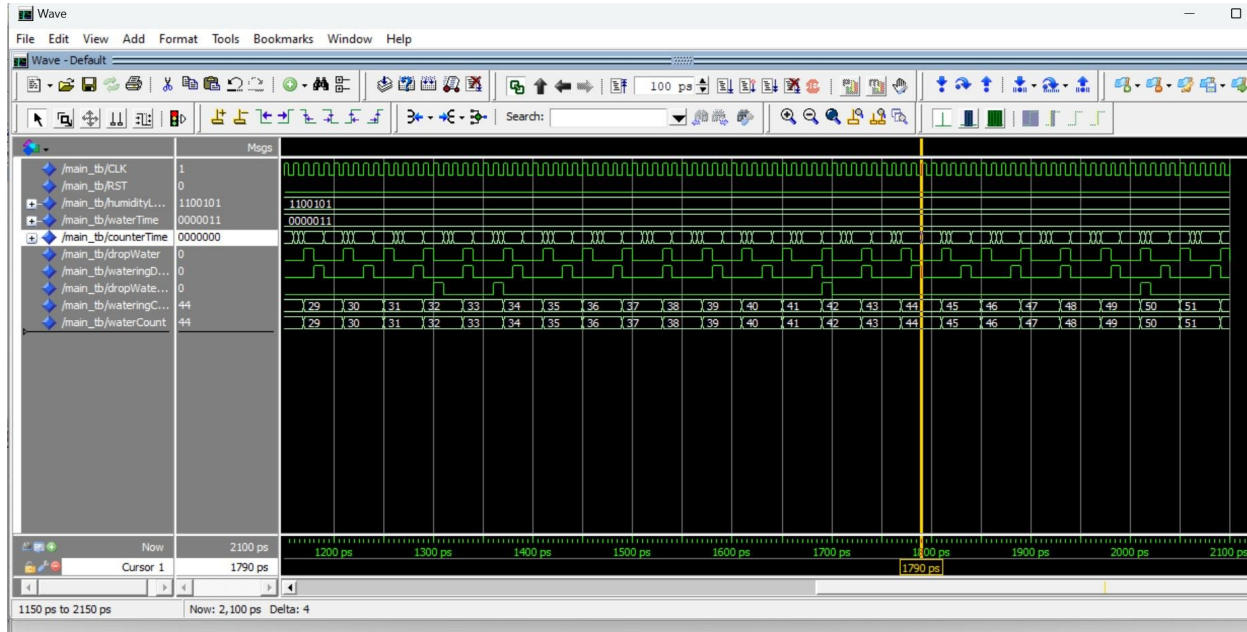 Wave
File Edit View Add Format Tools Bookmarks Window Help
Wave - Default
100 ps
Search:
Msgs
/main_tb/CLK 1
/main_tb/RST 0
/main_tb/humidityL... 1100101 1100101
/main_tb/waterTime 0000011 0000011
/main_tb/counterTime 0000000
/main_tb/dropWater 0
/main_tb/wateringD... 0
/main_tb/dropWate... 0
/main_tb/wateringC... 44 29 30 31 32 33 34 35 36 37 38 39 40 41 42 43 44 45 46 47 48 49 50 51
/main_tb/waterCount 44 29 30 31 32 33 34 35 36 37 38 39 40 41 42 43 44 45 46 47 48 49 50 51
Now 2100 ps 1200 ps 1300 ps 1400 ps 1500 ps 1600 ps 1700 ps 1800 ps 1900 ps 2000 ps 2100 ps
Cursor 1 1790 ps 1790 ps
1150 ps to 2150 ps Now: 2,100 ps Delta: 4